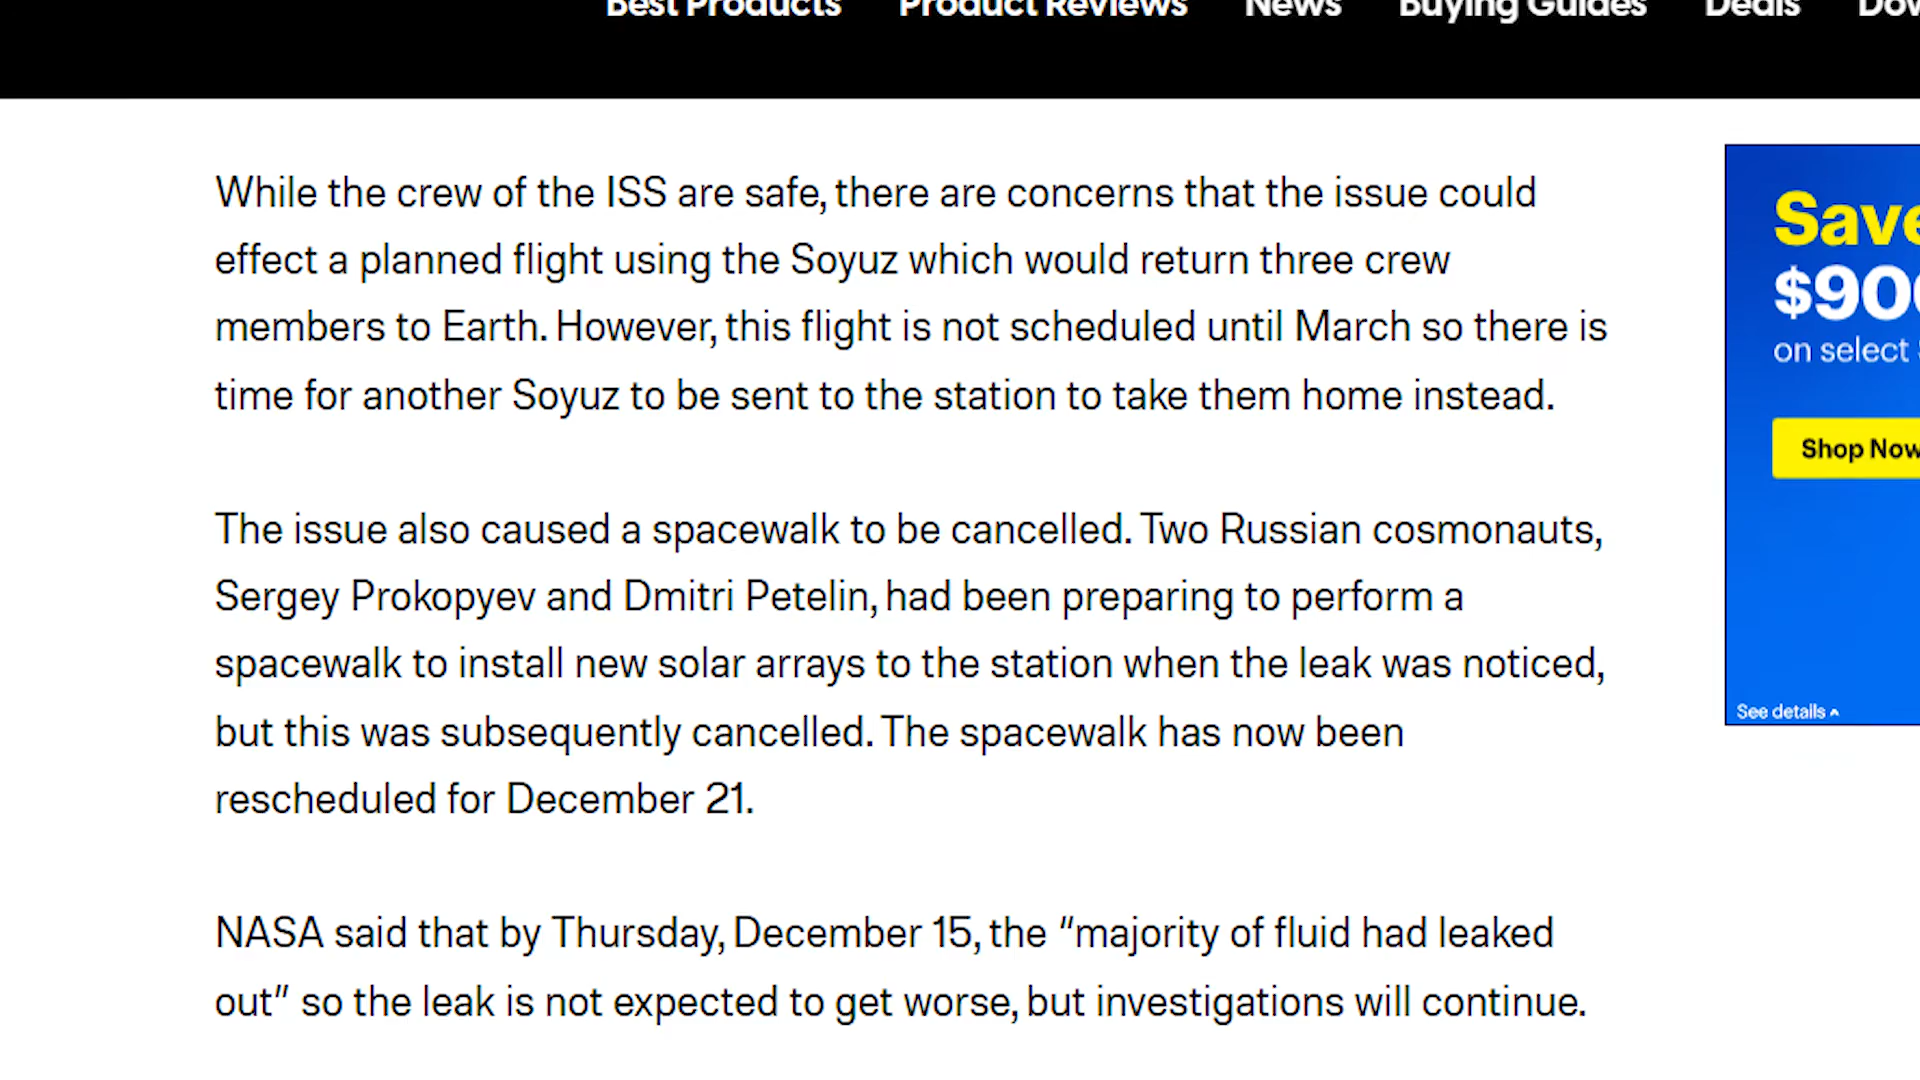 Best Products Product Reviews News Buying Guides Deals
While the crew of the ISS are safe, there are concerns that the issue could
effect a planned flight using the Soyuz which would return three crew
members to Earth. However, this flight is not scheduled until March so there is
time for another Soyuz to be sent to the station to take them home instead.
The issue also caused a spacewalk to be cancelled. Two Russian cosmonauts,
Sergey Prokopyev and Dmitri Petelin, had been preparing to perform a
spacewalk to install new solar arrays to the station when the leak was noticed,
but this was subsequently cancelled. The spacewalk has now been
rescheduled for December 21.
NASA said that by Thursday, December 15, the "majority of fluid had leaked
out" so the leak is not expected to get worse, but investigations will continue.
Save
$900
on select
Shop Now
See details